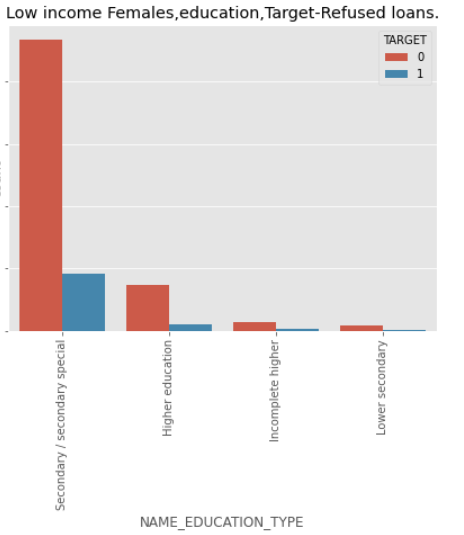 Low income Females,education,Target-Refused loans.
TARGET
0
1
Secondary / secondary special
Higher education
Incomplete higher
Lower secondary
NAME_EDUCATION_TYPE